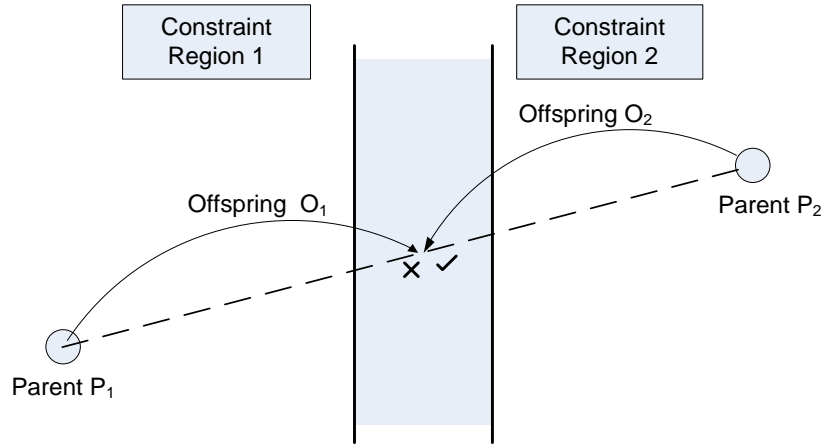 Constraint
Region 1
Constraint
Region 2
Offspring O₂
Parent P₂
Offspring O₁
Parent P₁